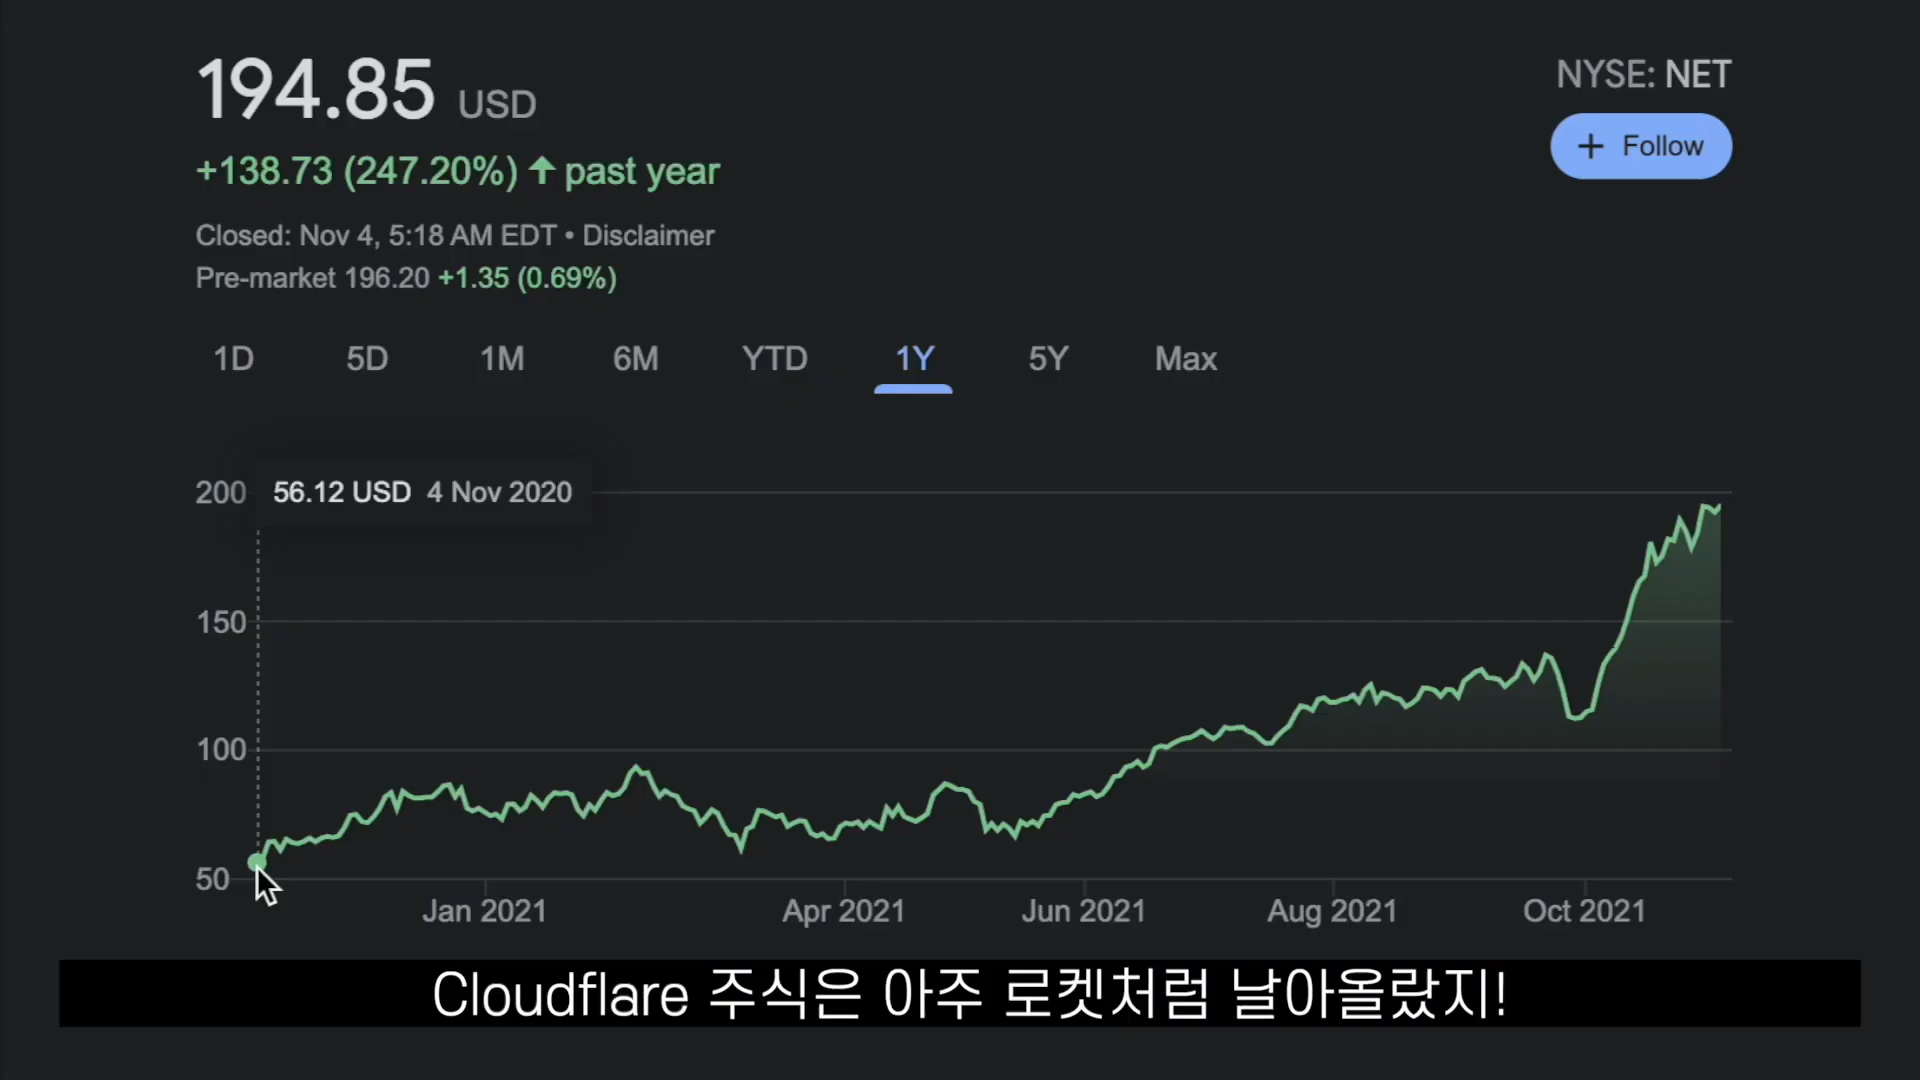 194.85 USD
NYSE: NET
+ Follow
+138.73 (247.20%) ↑ past year
Closed: Nov 4, 5:18 AM EDT • Disclaimer
Pre-market 196.20 +1.35 (0.69%)
1D 5D 1M 6M YTD 1Y 5Y Max
200
56.12 USD 4 Nov 2020
150
100
50
Jan 2021 Apr 2021 Jun 2021 Aug 2021 Oct 2021
Cloudflare 주식은 아주 로켓처럼 날아올랐지!